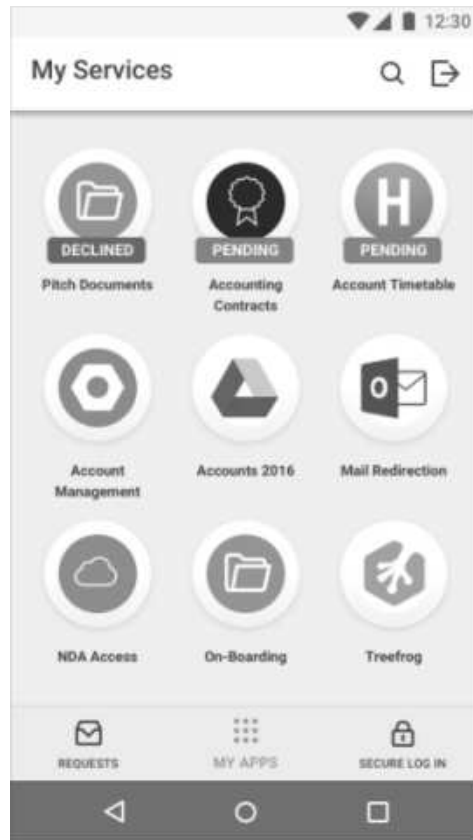 12:30
My Services
DECLINED
PENDING
PENDING
Pitch Documents
Accounting
Contracts
H
Account Timetable
Account
Management
Accounts 2016
O
Mail Redirection
NDA Access
On-Boarding
Treefrog
REQUESTS
MY APPS
SECURE LOG IN